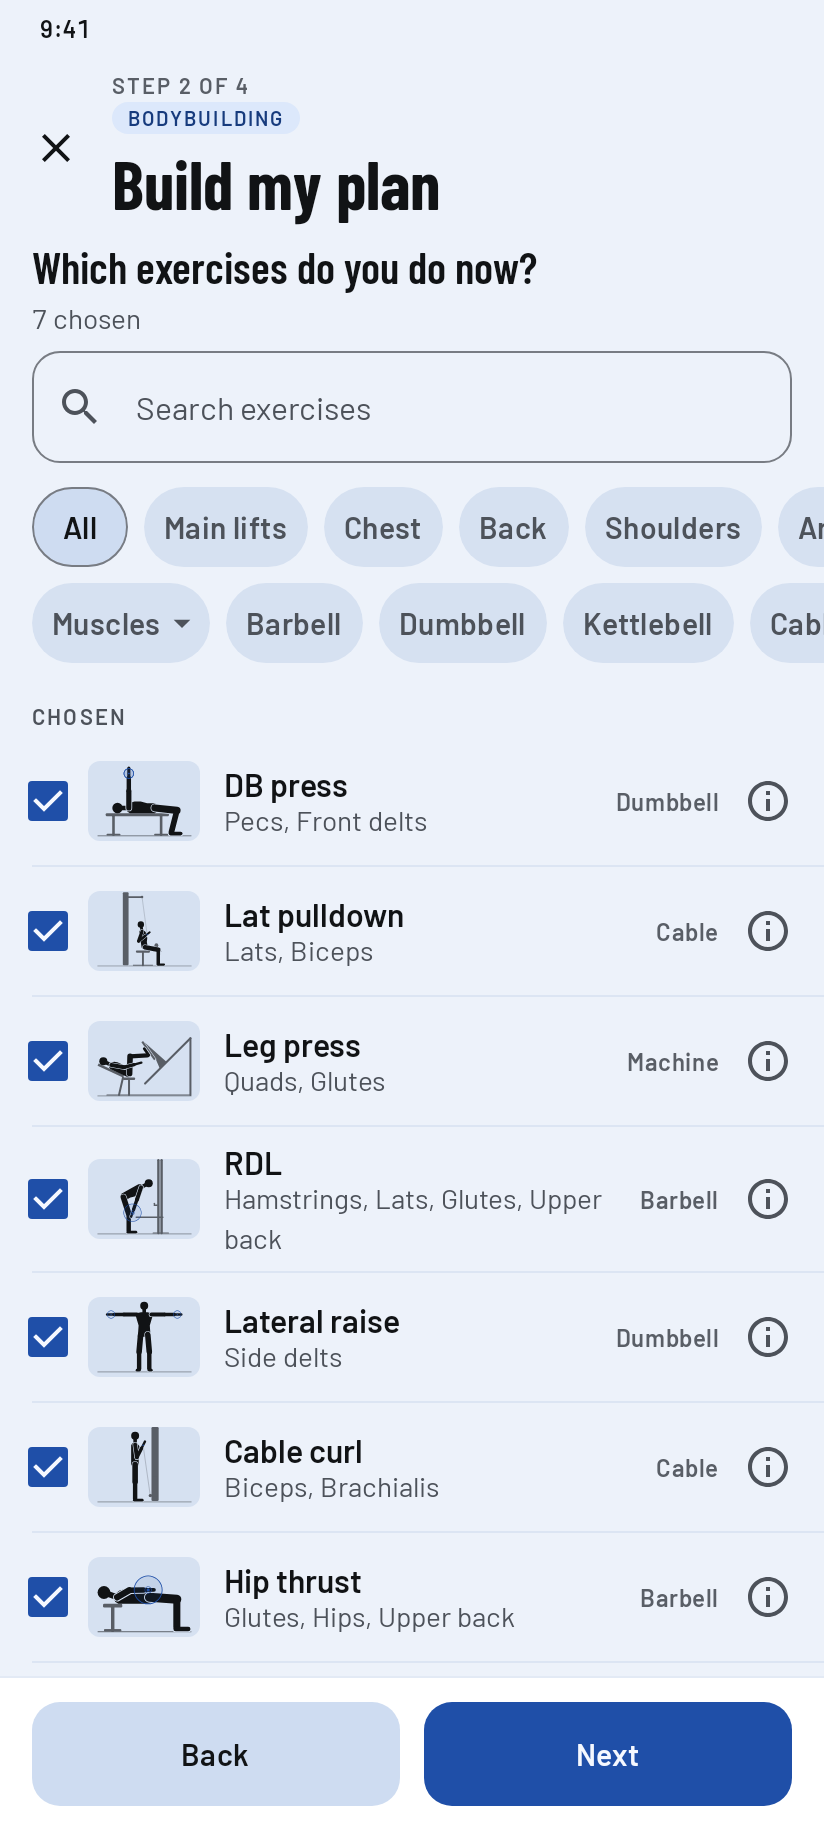 9:41
STEP 2 OF 4
BODYBUILDING
Build my plan
Which exercises do you do now?
7 chosen
Search exercises
All
Main lifts
Chest
Back
Shoulders
Muscles
Barbell
Dumbbell
Kettlebell
CHOSEN
DB press
Pecs, Front delts
Dumbbell
Lat pulldown
Lats, Biceps
Cable
Leg press
Quads, Glutes
Machine
RDL
Hamstrings, Lats, Glutes, Upper
back
Barbell
Lateral raise
Side delts
Dumbbell
Cable curl
Biceps, Brachialis
Cable
Hip thrust
Glutes, Hips, Upper back
Barbell
Back
Next